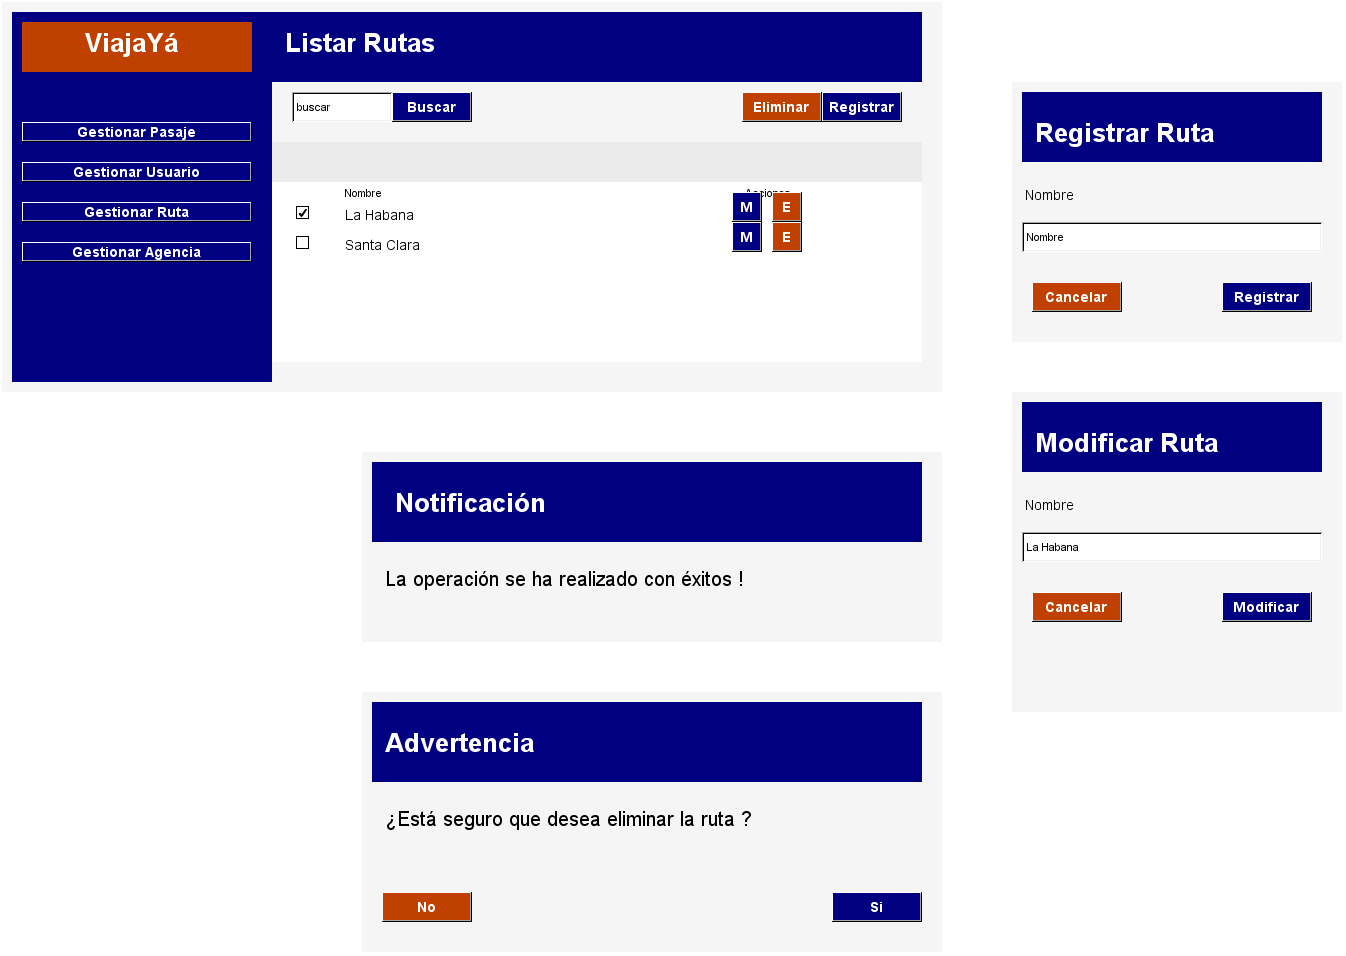 ViajaYá
Listar Rutas
buscar
Buscar
Eliminar
Registrar
Gestionar Pasaje
Gestionar Usuario
Gestionar Ruta
Gestionar Agencia
Nombre
Acciones
La Habana
M
E
Santa Clara
M
E
Registrar Ruta
Nombre
Nombre
Cancelar
Registrar
Modificar Ruta
Nombre
La Habana
Cancelar
Modificar
Notificación
La operación se ha realizado con éxitos !
Advertencia
¿Está seguro que desea eliminar la ruta ?
No
Si